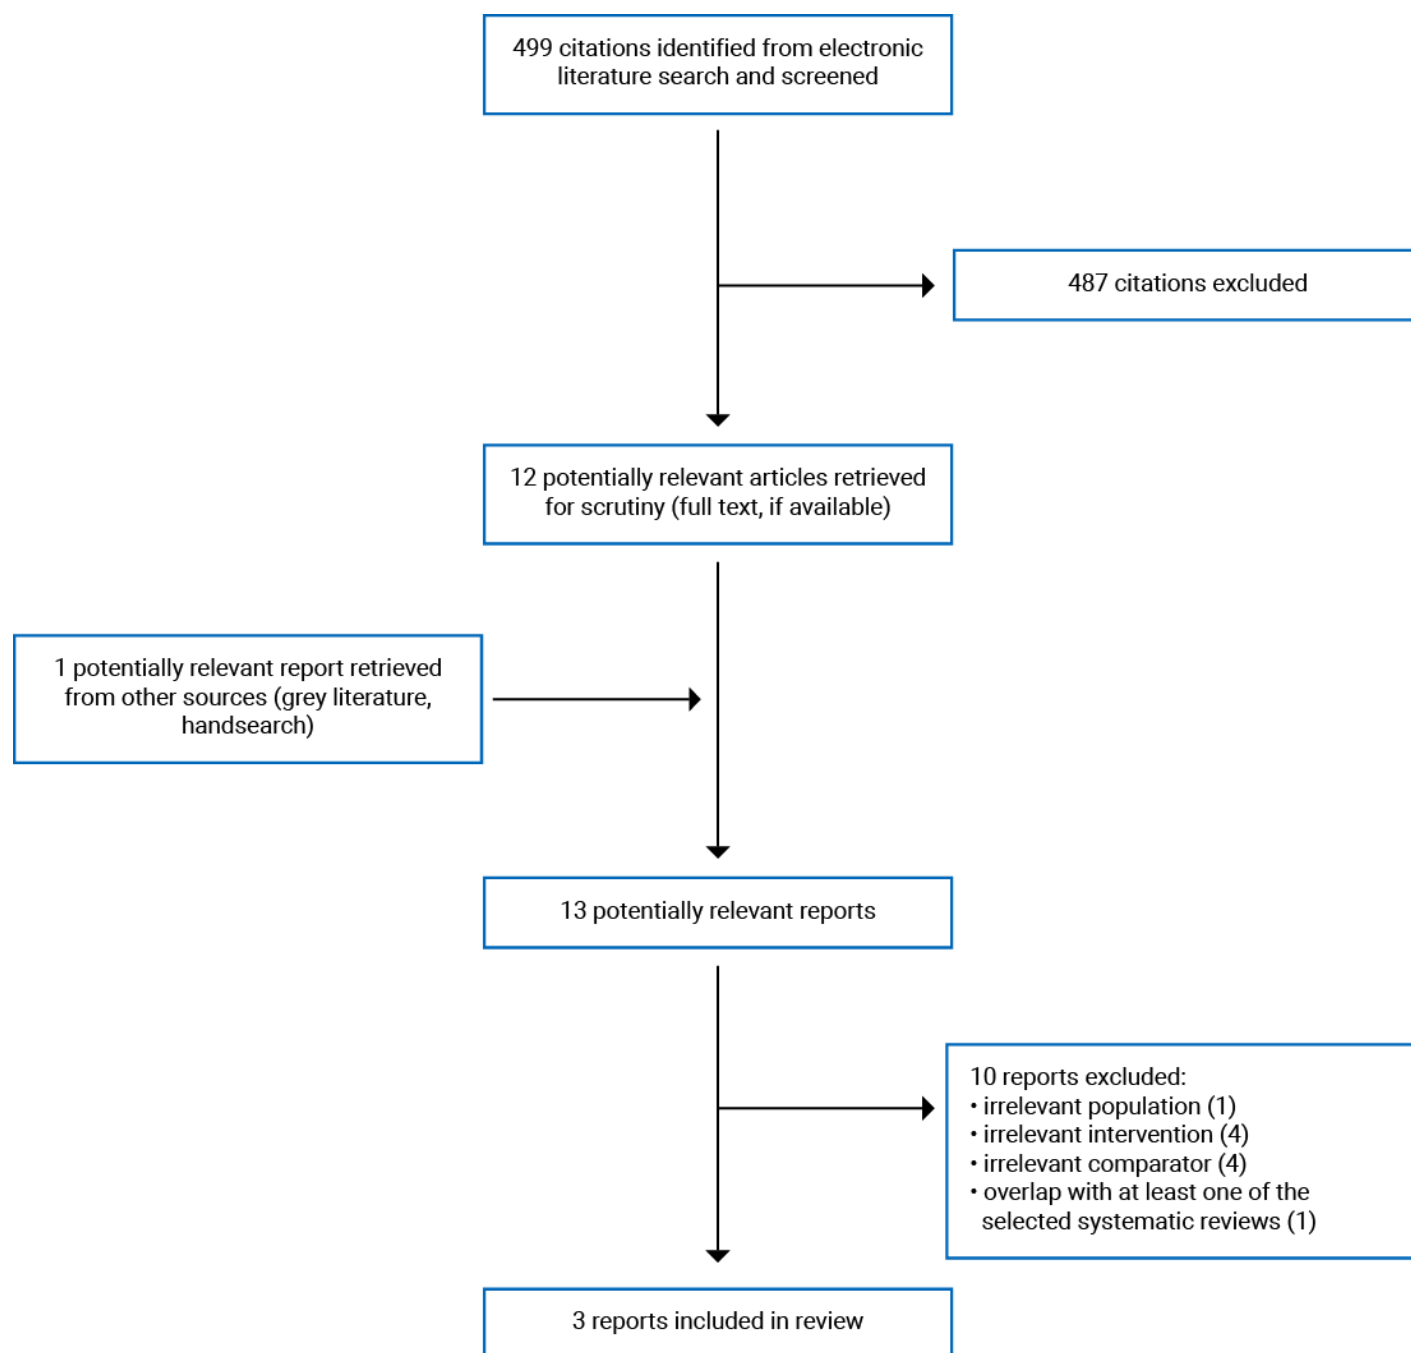 499 citations identified from electronic
literature search and screened
487 citations excluded
12 potentially relevant articles retrieved
for scrutiny (full text, if available)
1 potentially relevant report retrieved
from other sources (grey literature,
handsearch)
13 potentially relevant reports
10 reports excluded:
• irrelevant population (1)
• irrelevant intervention (4)
• irrelevant comparator (4)
• overlap with at least one of the
selected systematic reviews (1)
3 reports included in review